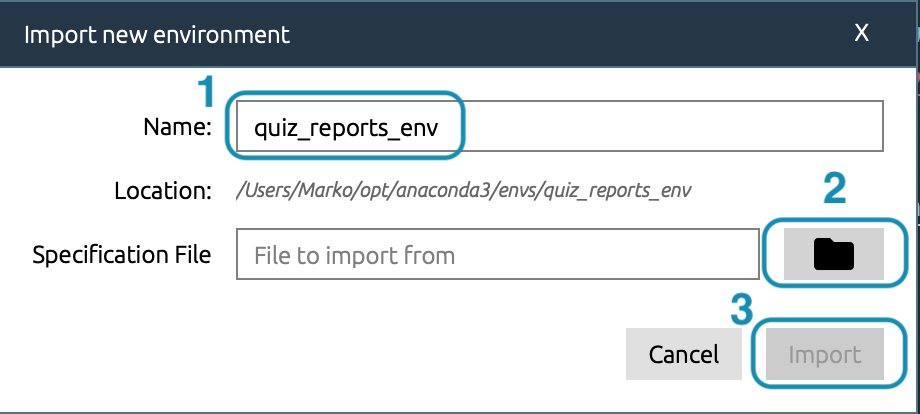 Import new environment X
1
Name: quiz_reports_env
Location: /Users/Marko/opt/anaconda3/envs/quiz_reports_env
2
Specification File File to import from
3
Cancel Import